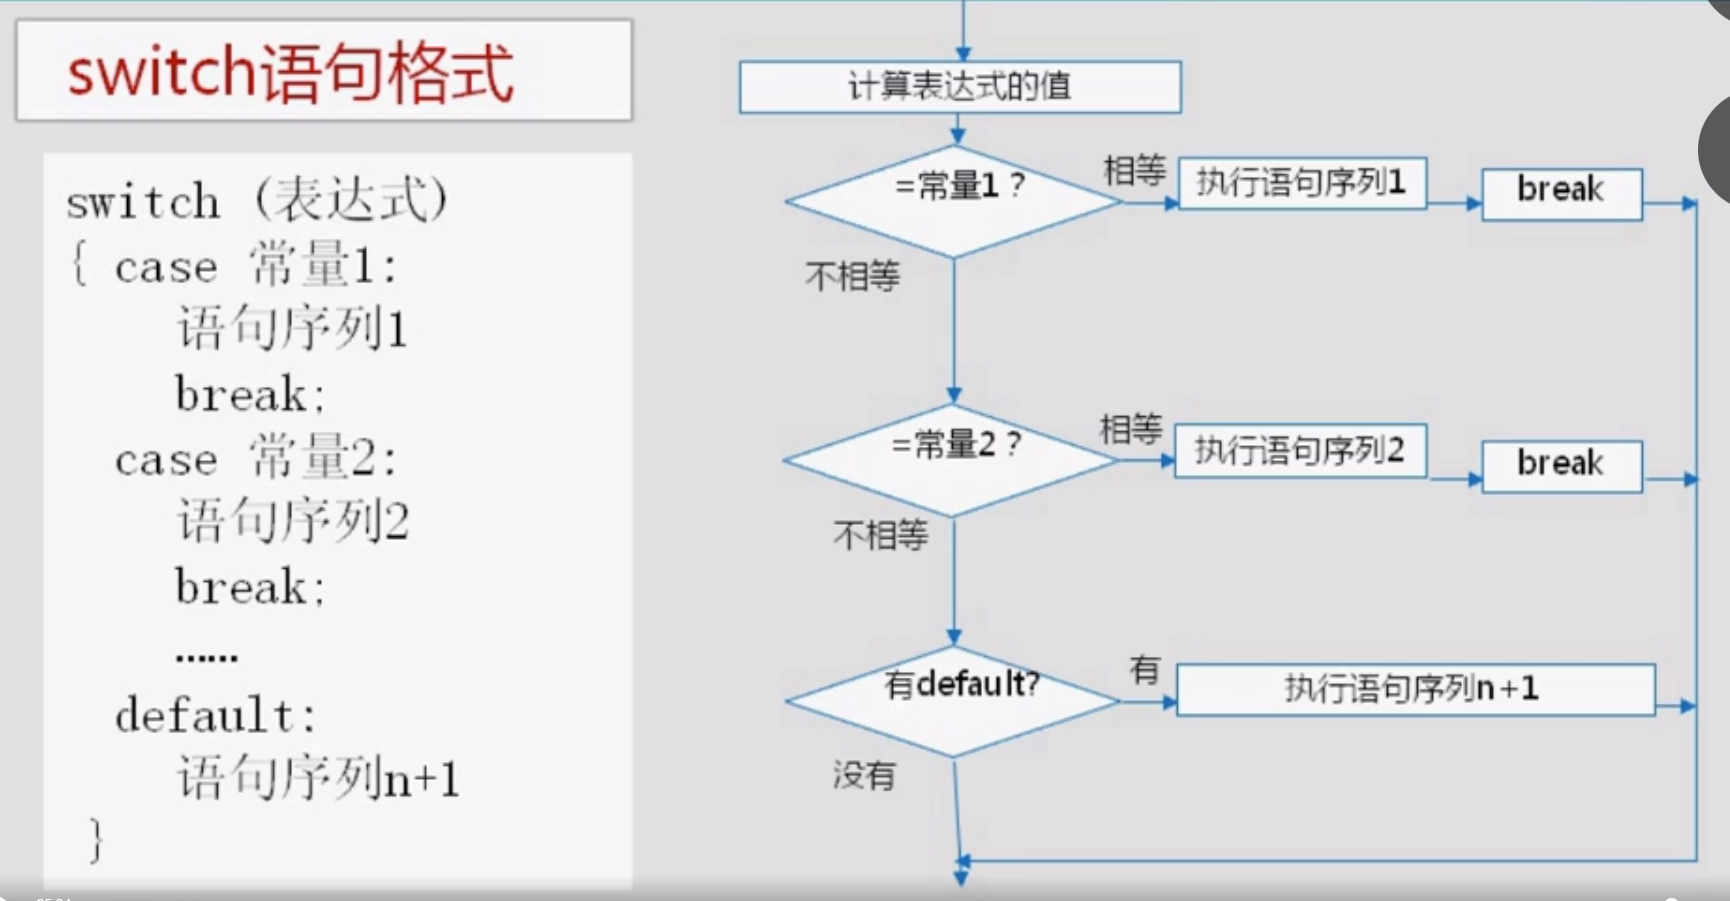 switch语句格式
switch (表达式)
{ case 常量1:
语句序列1
break;
case 常量2:
语句序列2
break;
……
default:
语句序列n+1
}
计算表达式的值
=常量1？
相等
执行语句序列1
break
不相等
=常量2？
相等
执行语句序列2
break
不相等
有default?
有
执行语句序列n+1
没有